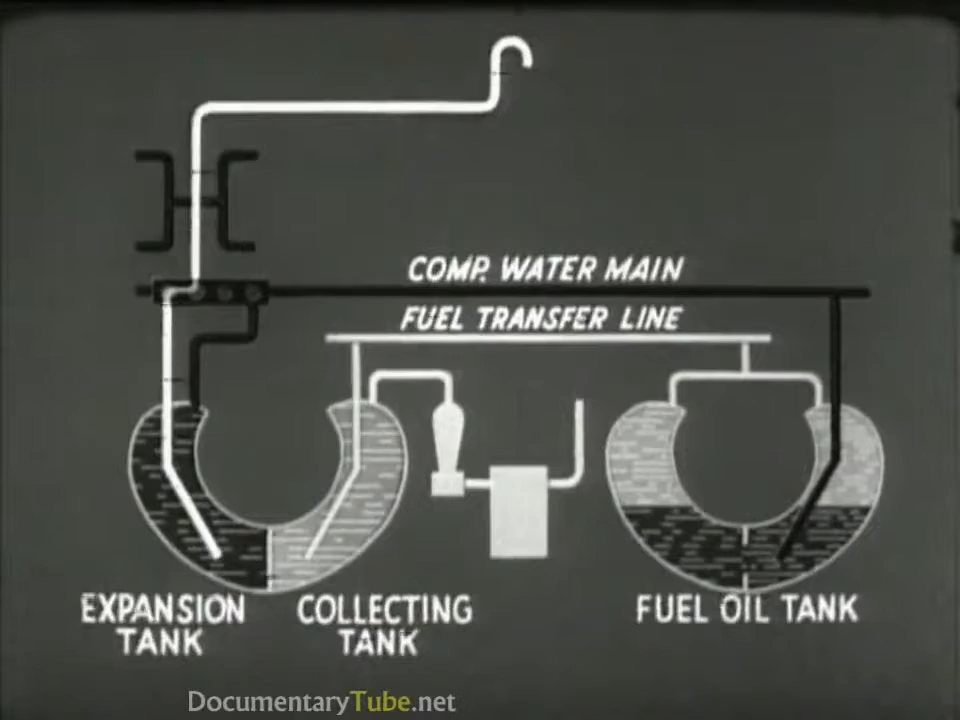 COMP. WATER MAIN
FUEL TRANSFER LINE
EXPANSION
TANK
COLLECTING
TANK
FUEL OIL TANK
DocumentaryTube.net